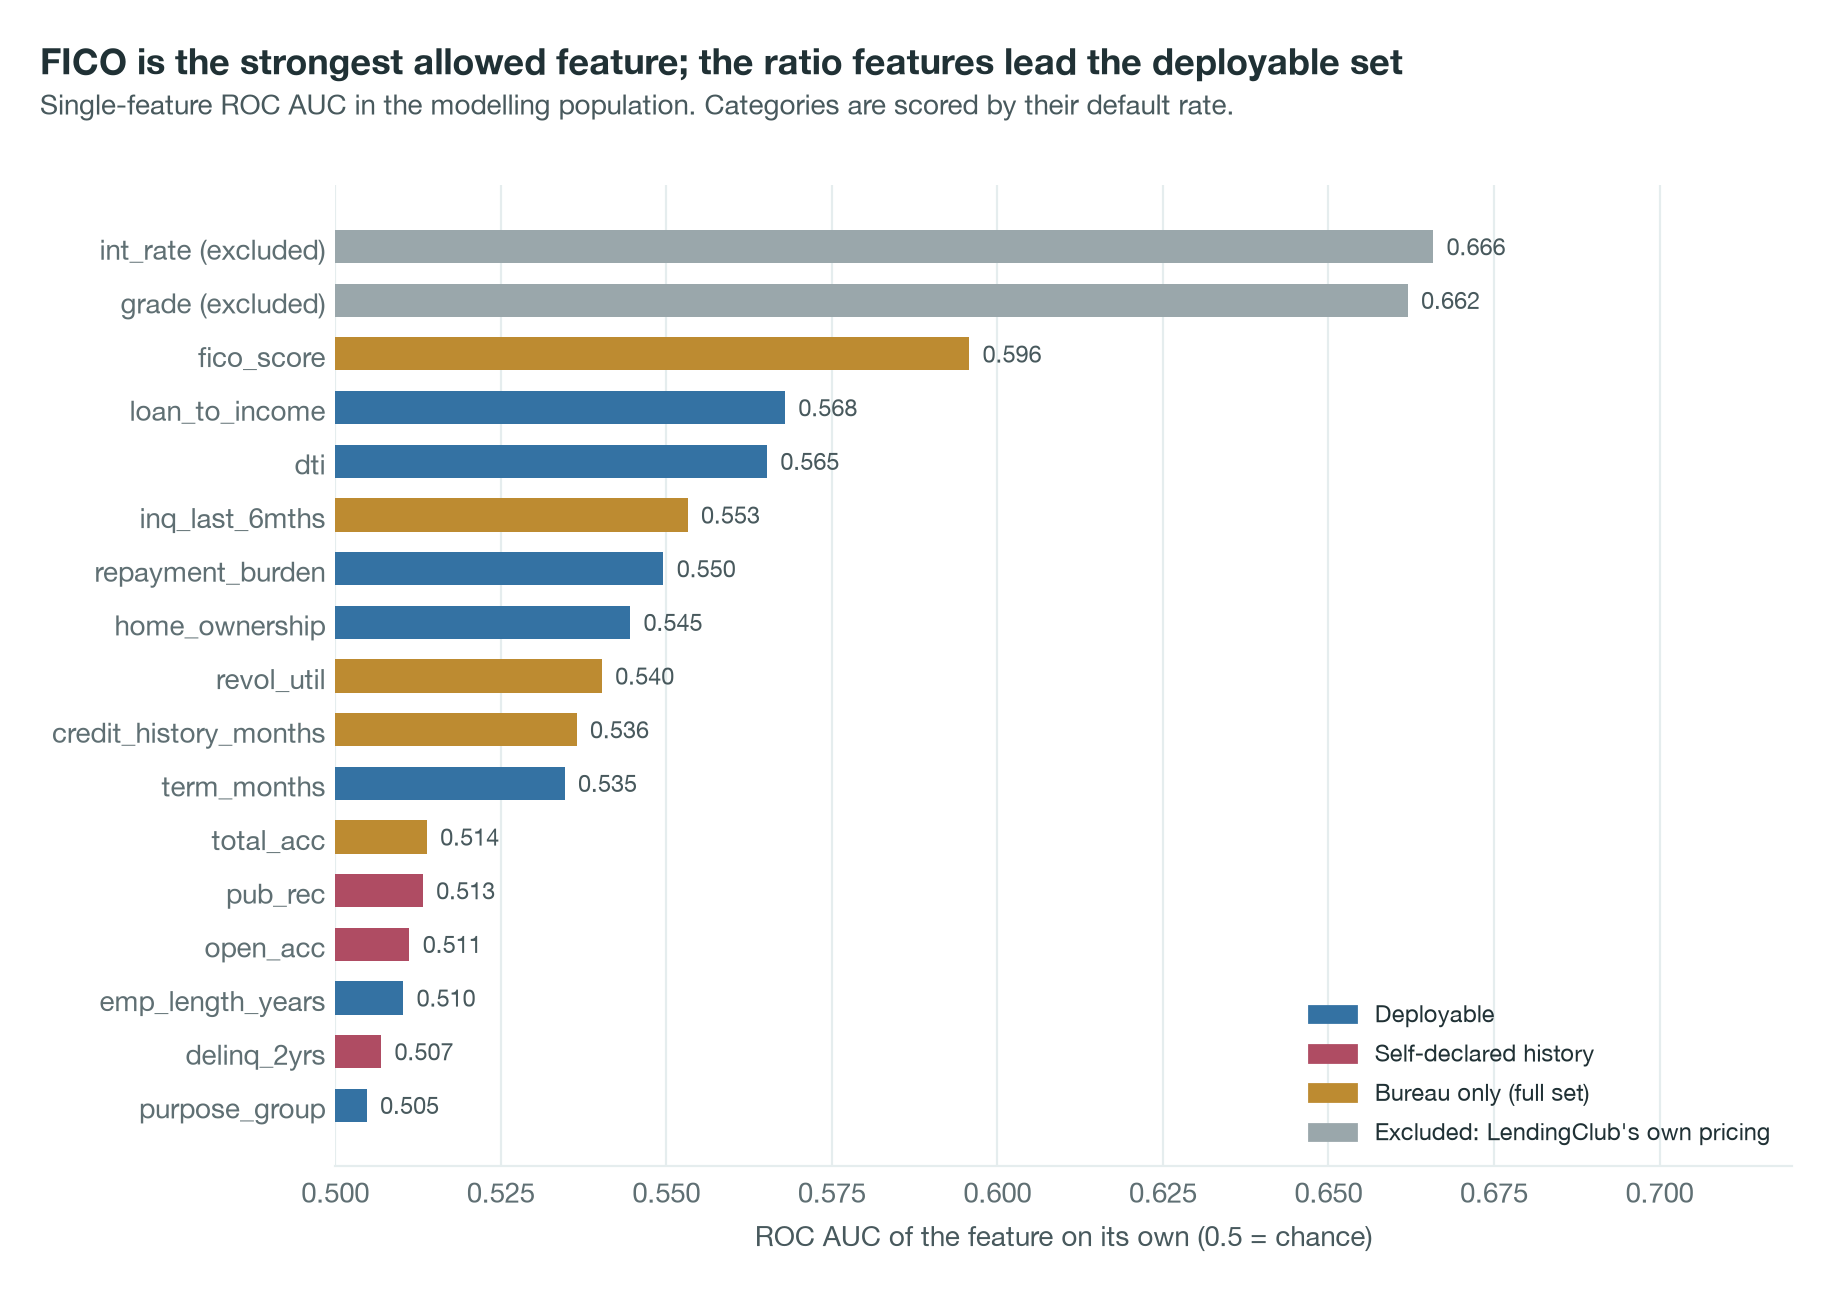 FICO is the strongest allowed feature; the ratio features lead the deployable set
Single-feature ROC AUC in the modelling population. Categories are scored by their default rate.
int_rate (excluded) 0.666
grade (excluded) 0.662
fico_score 0.596
loan_to_income 0.568
dti 0.565
inq_last_6mths 0.553
repayment_burden 0.550
home_ownership 0.545
revol_util 0.540
credit_history_months 0.536
term_months 0.535
total_acc 0.514
pub_rec 0.513
open_acc 0.511
emp_length_years 0.510
delinq_2yrs 0.507
purpose_group 0.505
Deployable
Self-declared history
Bureau only (full set)
Excluded: LendingClub's own pricing
0.500 0.525 0.550 0.575 0.600 0.625 0.650 0.675 0.700
ROC AUC of the feature on its own (0.5 = chance)